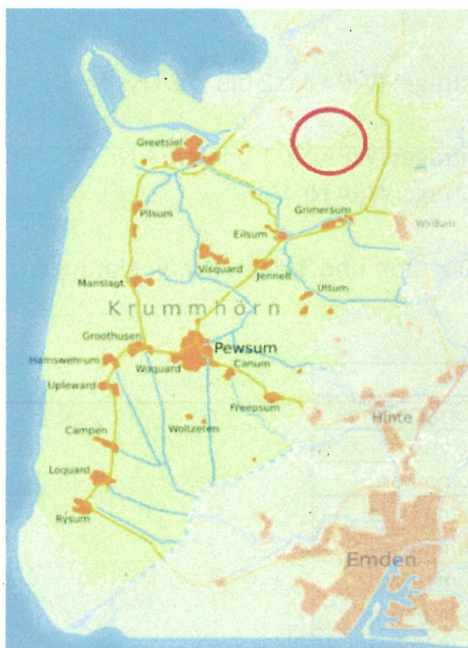 Greetsiel
Pilsum
Grimersum
Eilsum
Wirdum
Visquard
Jennelt
Manslagt
Uttum
Krummhörn
Groothusen
Pewsum
Hamswehrum
Woquard
Canum
Upleward
Freepsum
Hinte
Campen
Woltzeten
Loquard
Rysum
Emden